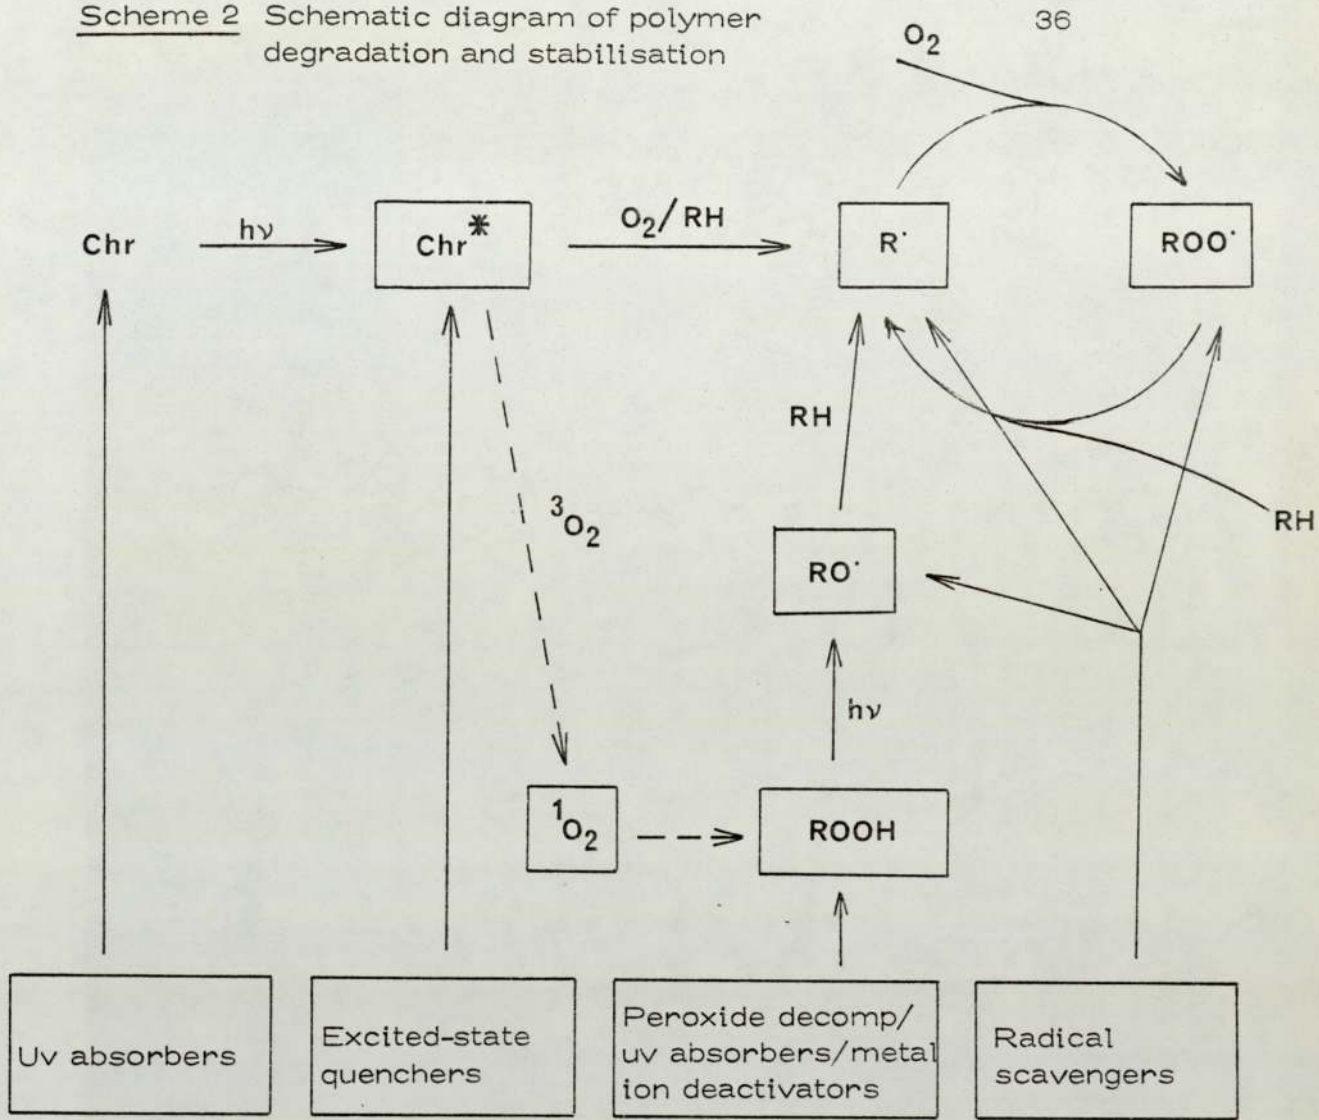 Scheme 2 Schematic diagram of polymer
degradation and stabilisation
36
O₂
Chr
hν
Chr*
O₂/RH
R·
ROO·
RH
RH
³O₂
RO·
hν
¹O₂
ROOH
Uv absorbers
Excited-state
quenchers
Peroxide decomp/
uv absorbers/metal
ion deactivators
Radical
scavengers